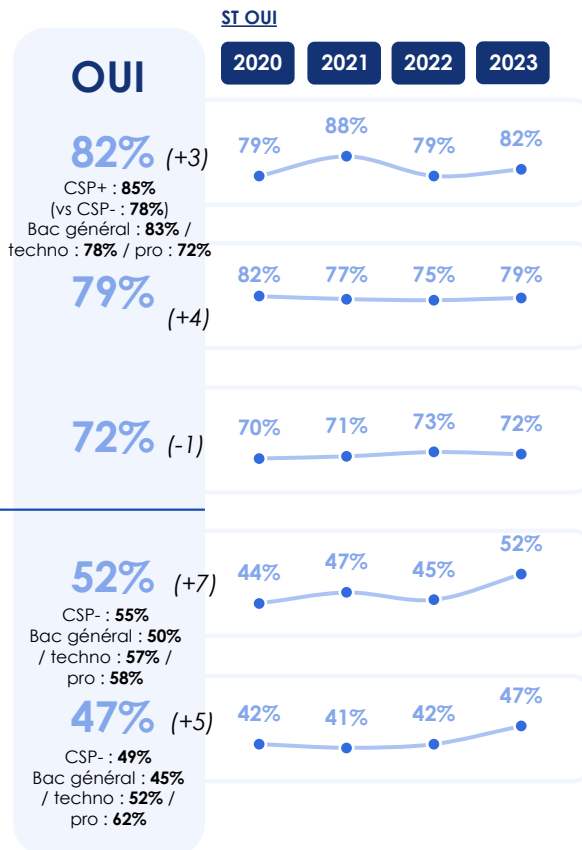 ST OUI
OUI
2020 2021 2022 2023
82% (+3)
CSP+ : 85%
(vs CSP- : 78%)
Bac général : 83% /
techno : 78% / pro : 72%
79% 88% 79% 82%
79% (+4)
82% 77% 75% 79%
72% (-1)
70% 71% 73% 72%
52% (+7)
CSP- : 55%
Bac général : 50%
/ techno : 57% /
pro : 58%
44% 47% 45% 52%
47% (+5)
CSP- : 49%
Bac général : 45%
/ techno : 52% /
pro : 62%
42% 41% 42% 47%